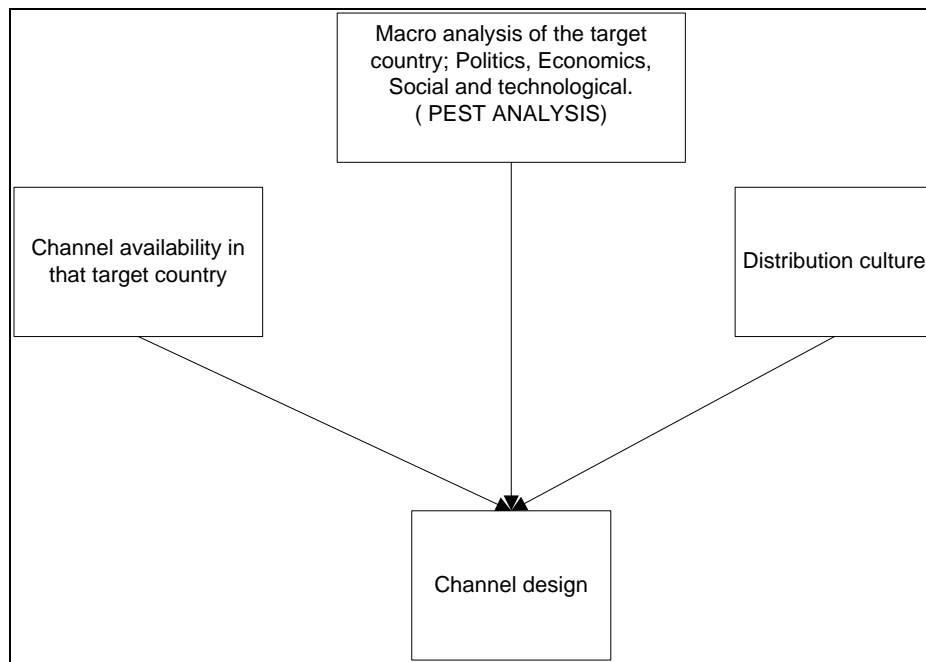 Macro analysis of the target
country; Politics, Economics,
Social and technological.
( PEST ANALYSIS)
Channel availability in
that target country
Distribution culture
Channel design